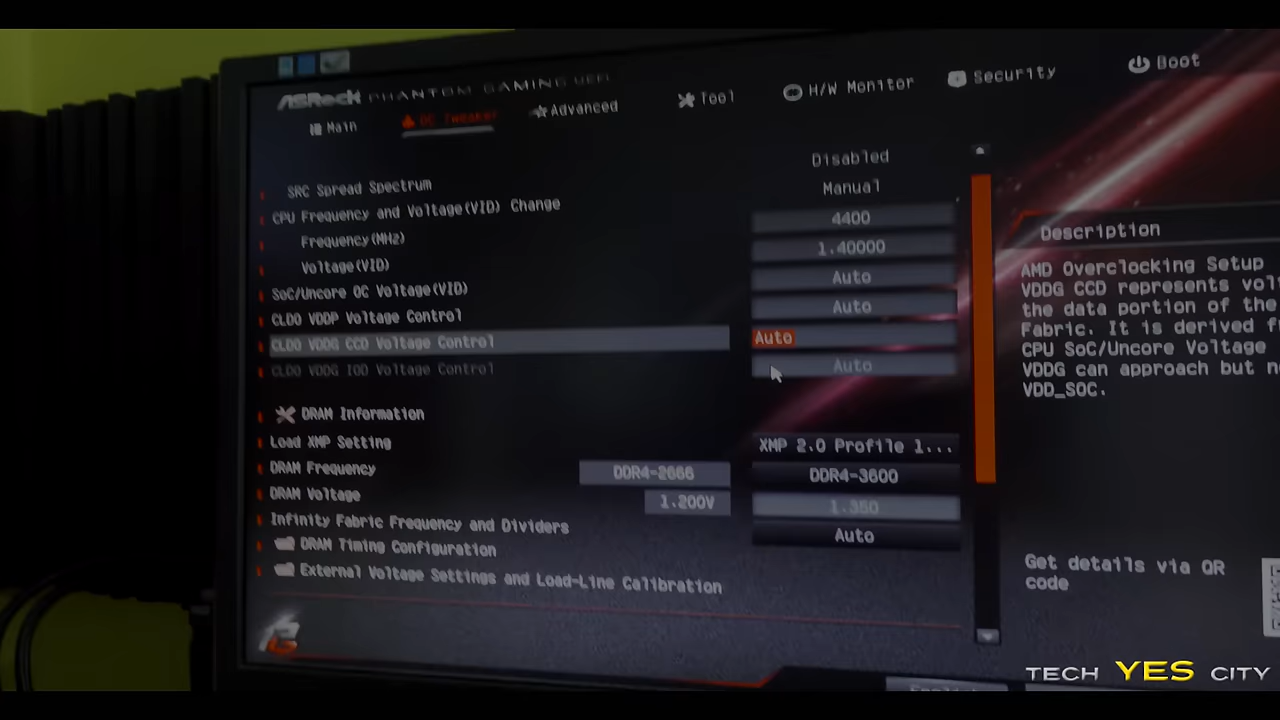 ASRock PHANTOM GAMING UEFI
Main
OC Tweaker
Advanced
Tool
H/W Monitor
Security
Boot
Disabled
SRC Spread Spectrum
Manual
CPU Frequency and Voltage(VID) Change
4400
Frequency(MHz)
1.40000
Voltage(VID)
Auto
SoC/Uncore OC Voltage(VID)
Auto
CLDO VDDP Voltage Control
Auto
CLDO VDDG CCD Voltage Control
Auto
CLDO VDDG IOD Voltage Control
DRAM Information
Load XMP Setting
XMP 2.0 Profile 1...
DRAM Frequency
DDR4-2666
DDR4-3600
DRAM Voltage
1.200V
1.350
Infinity Fabric Frequency and Dividers
Auto
DRAM Timing Configuration
External Voltage Settings and Load-Line Calibration
Description
AMD Overclocking Setup
VDDG CCD represents
the data portion of the
Fabric. It is derived
CPU SoC/Uncore Voltage
VDDG can approach but
VDD_SOC.
Get details via QR
code
TECH YES CITY